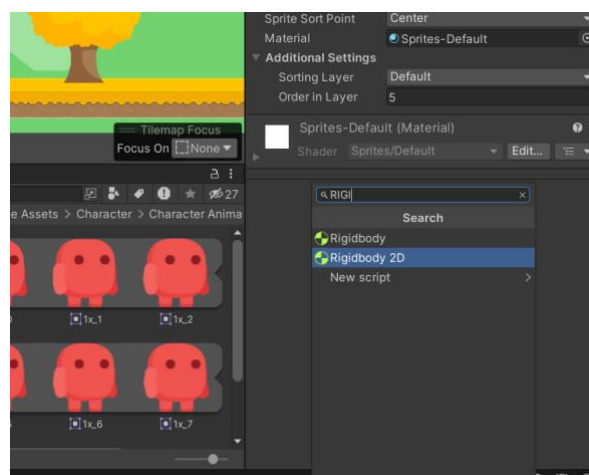 Sprite Sort Point Center
Material Sprites-Default
Additional Settings
Sorting Layer Default
Order in Layer 5
Sprites-Default (Material)
Shader Sprites/Default Edit...
Tilemap Focus
Focus On None
27
e Assets > Character > Character Anima
1x_1
1x_2
1x_6
1x_7
RIGI
Search
Rigidbody
Rigidbody 2D
New script